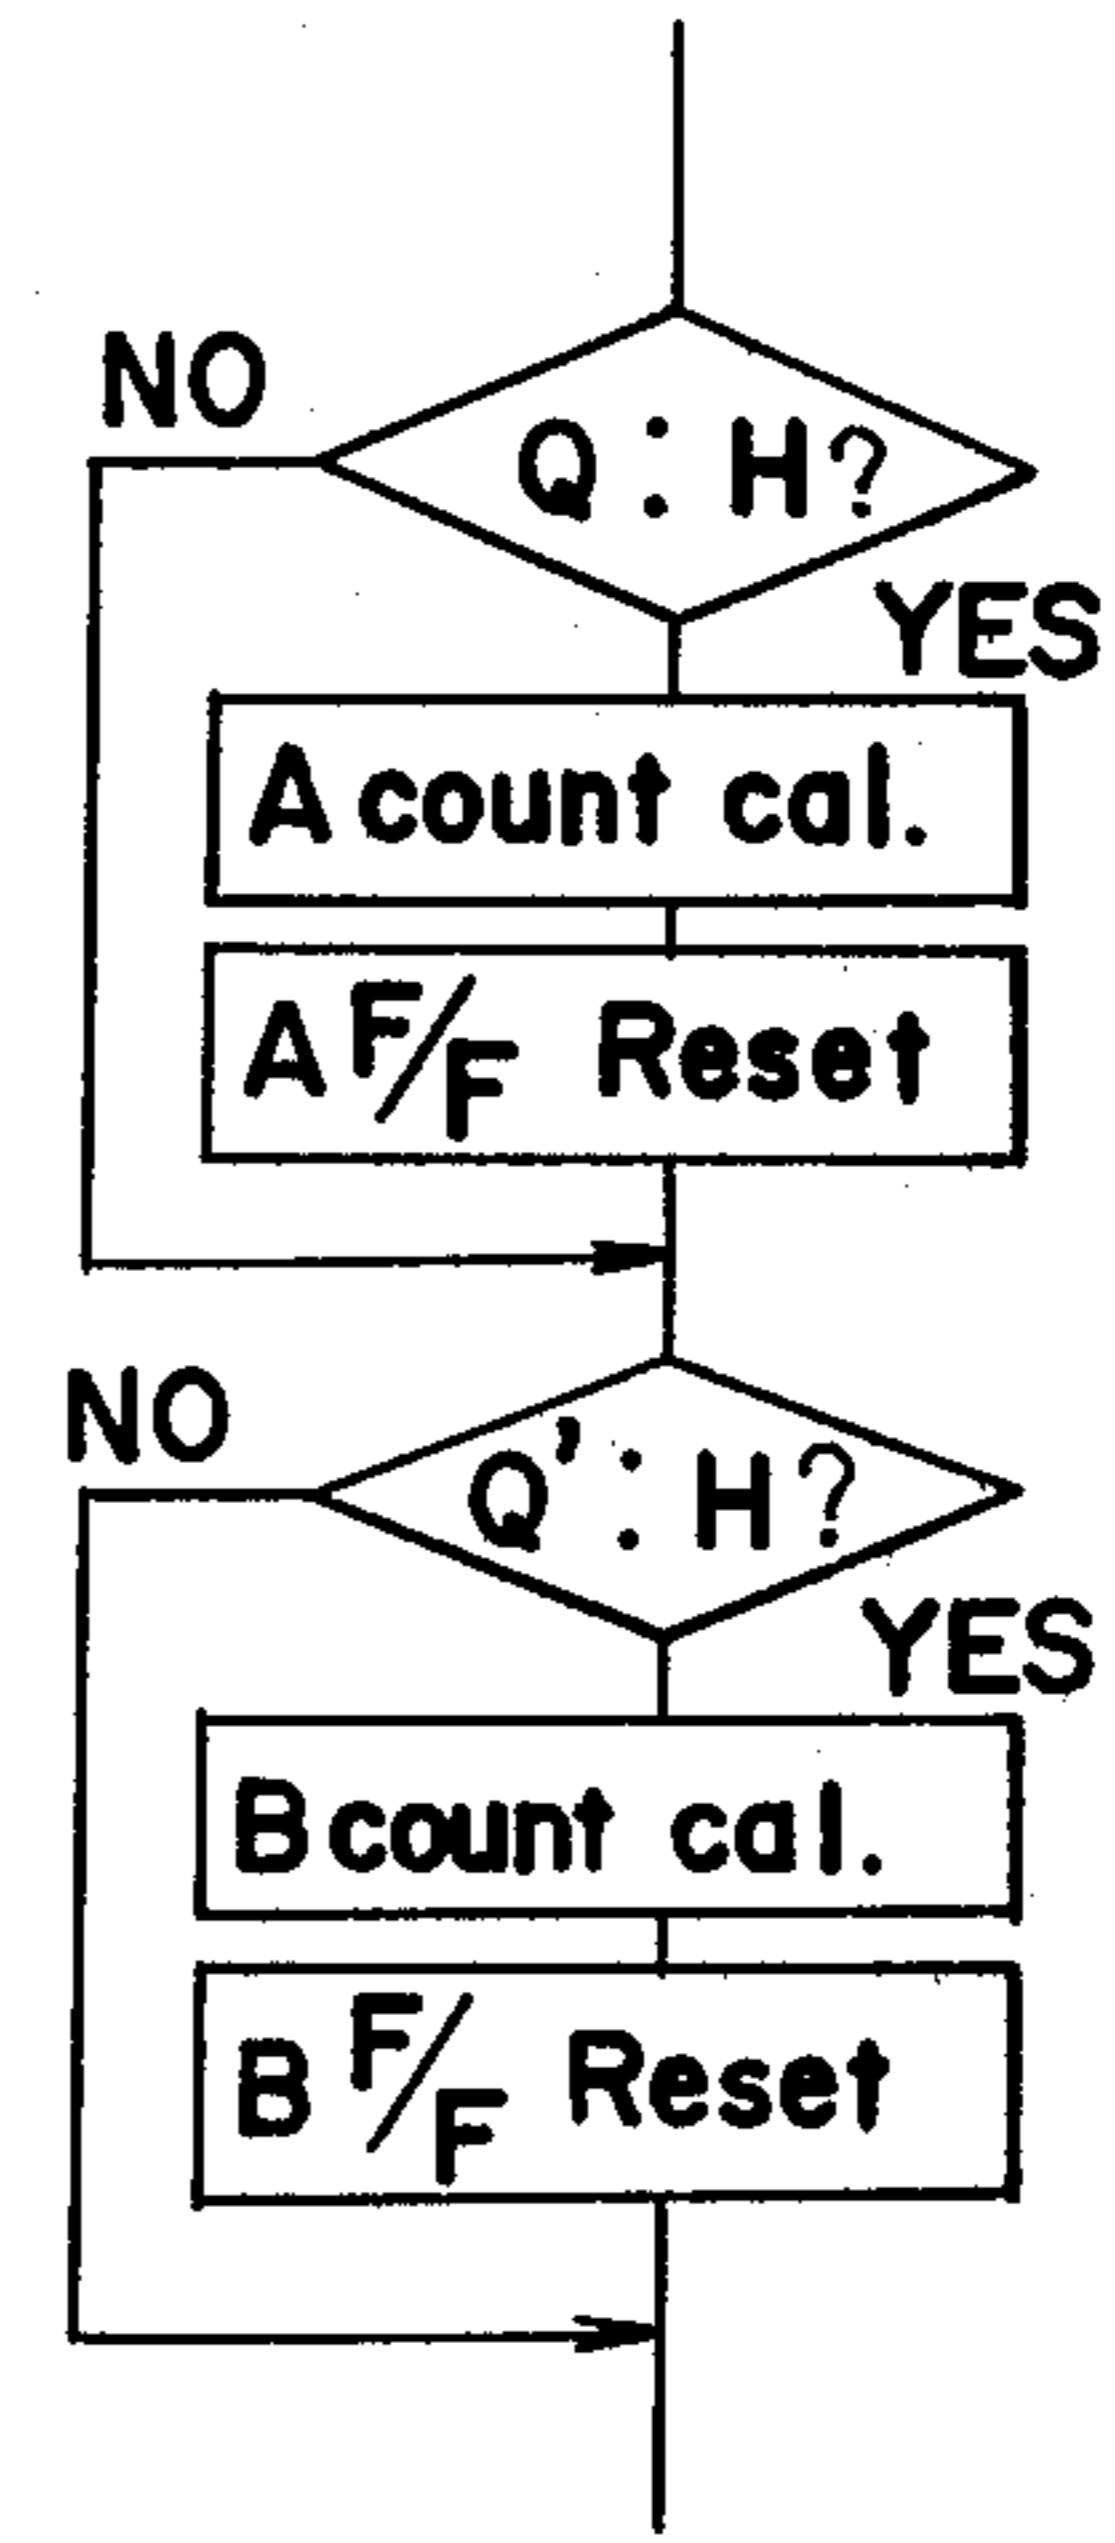 NO
Q : H?
YES
A count cal.
A F/F Reset
NO
Q' : H?
YES
B count cal.
B F/F Reset